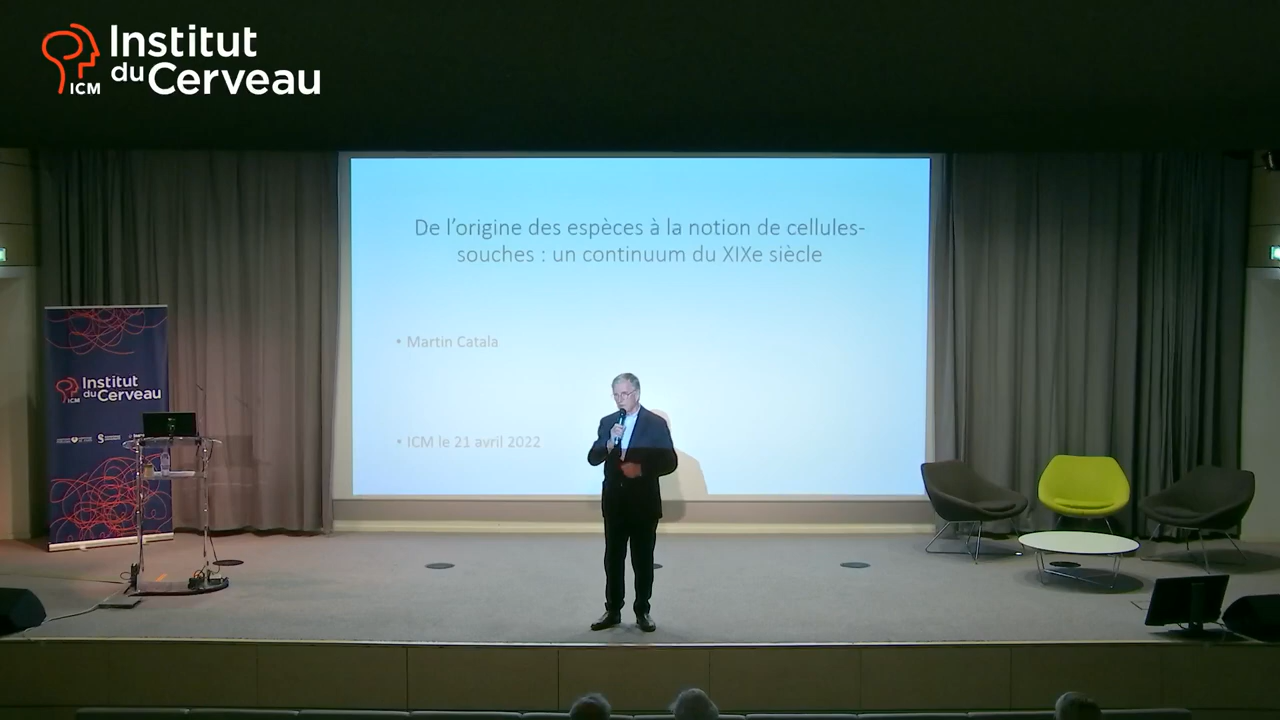 Institut
du Cerveau
ICM
De l'origine des espèces à la notion de cellules-
souches : un continuum du XIXe siècle
• Martin Catala
• ICM le 21 avril 2022
Institut
du Cerveau
ICM